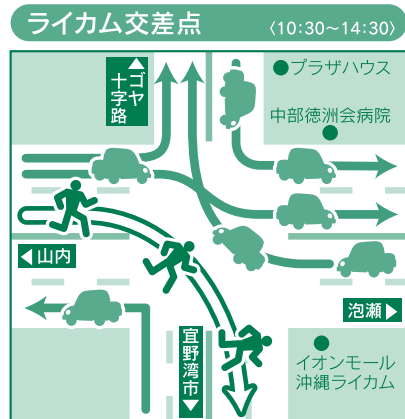 ライカム交差点
〈10:30～14:30〉
▲ゴヤ
十字路
●プラザハウス
中部徳洲会病院
●
◀山内
泡瀬▶
宜野湾市▼
●
イオンモール
沖縄ライカム